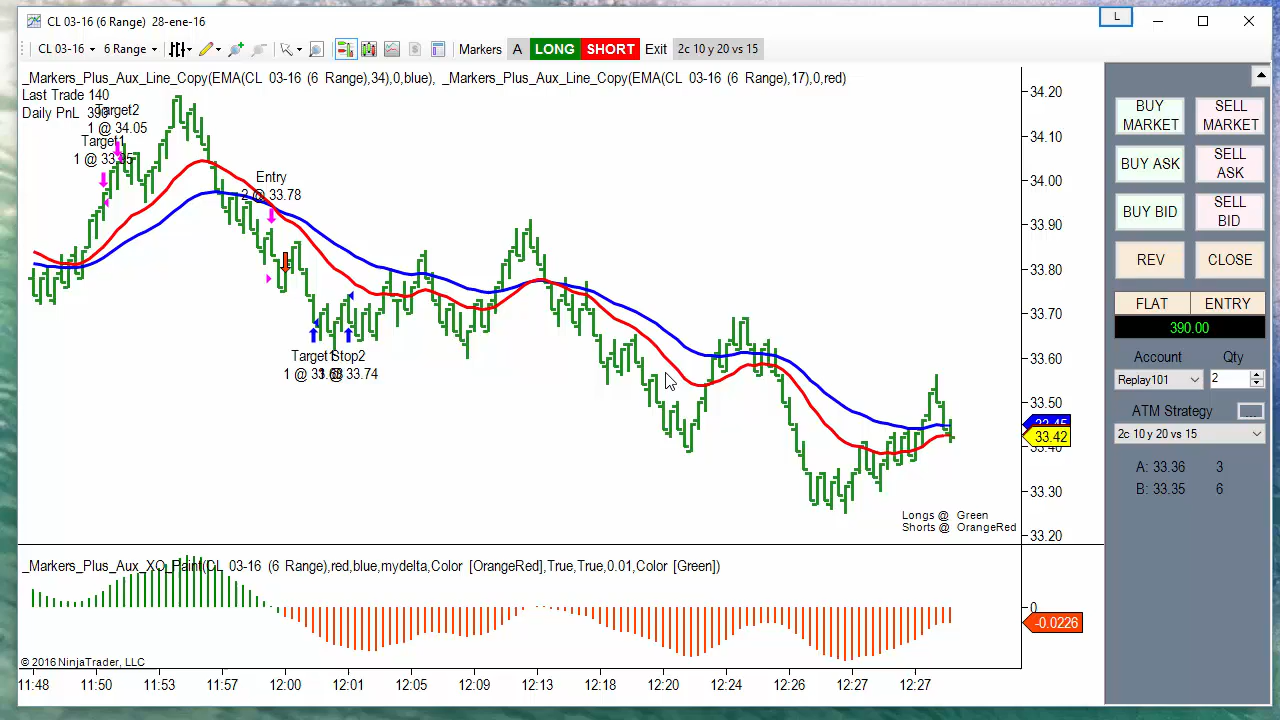 CL 03-16 (6 Range) 28-ene-16
L
CL 03-16 6 Range Markers A LONG SHORT Exit 2c 10 y 20 vs 15
_Markers_Plus_Aux_Line_Copy(EMA(CL 03-16 (6 Range),34),0,blue), _Markers_Plus_Aux_Line_Copy(EMA(CL 03-16 (6 Range),17),0,red)
Last Trade 140
Daily PnL 390
Target2
1 @ 34.05
Target1
Entry
2 @ 33.78
Target1
Stop2
1 @ 33.74
34.20
34.10
34.00
33.90
33.80
33.70
33.60
33.50
33.45
33.42
33.40
33.30
33.20
Longs @ Green
Shorts @ OrangeRed
_Markers_Plus_Aux_XO_Paint(CL 03-16 (6 Range),red,blue,mydelta,Color [OrangeRed],True,True,0.01,Color [Green])
0
-0.0226
© 2016 NinjaTrader, LLC
11:48 11:50 11:53 11:57 12:00 12:01 12:05 12:09 12:13 12:18 12:20 12:24 12:26 12:27 12:27
BUY MARKET
SELL MARKET
BUY ASK
SELL ASK
BUY BID
SELL BID
REV
CLOSE
FLAT
ENTRY
390.00
Account Qty
Replay101 2
ATM Strategy ...
2c 10 y 20 vs 15
A: 33.36 3
B: 33.35 6